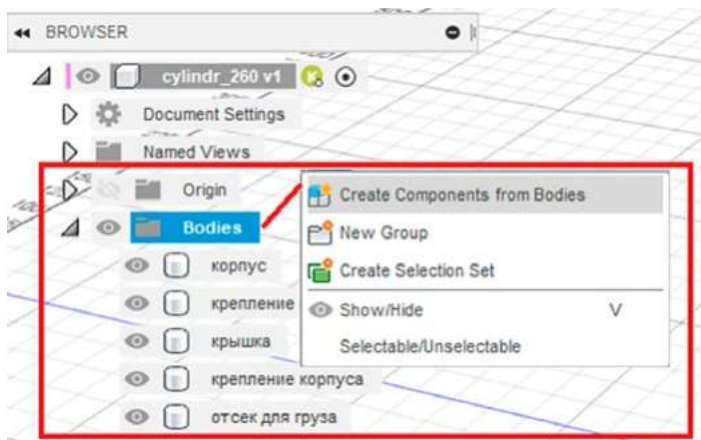 BROWSER
cylindr_260 v1
Document Settings
Named Views
Origin
Create Components from Bodies
Bodies
New Group
корпус
Create Selection Set
крепление
Show/Hide V
крышка
Selectable/Unselectable
крепление корпуса
отсек для груза